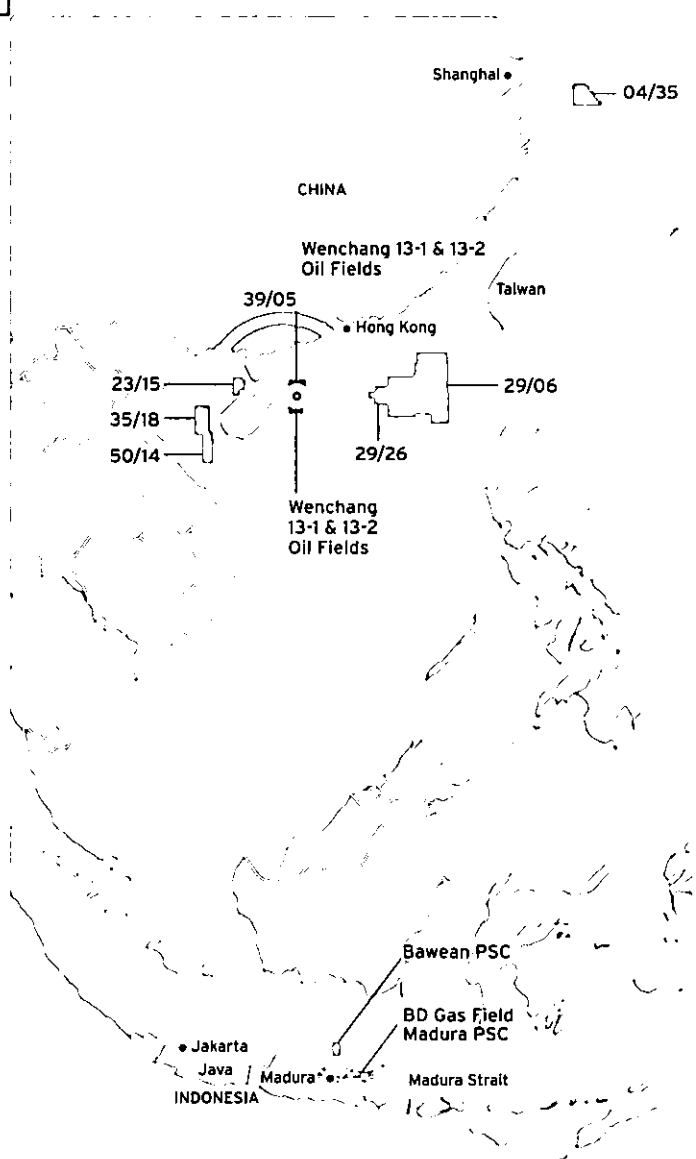 Shanghai
04/35
CHINA
Wenchang 13-1 & 13-2
Oil Fields
Taiwan
39/05
Hong Kong
23/15
29/06
35/18
50/14
29/26
Wenchang
13-1 & 13-2
Oil Fields
Bawean PSC
BD Gas Field
Madura PSC
Jakarta
Java
Madura
Madura Strait
INDONESIA